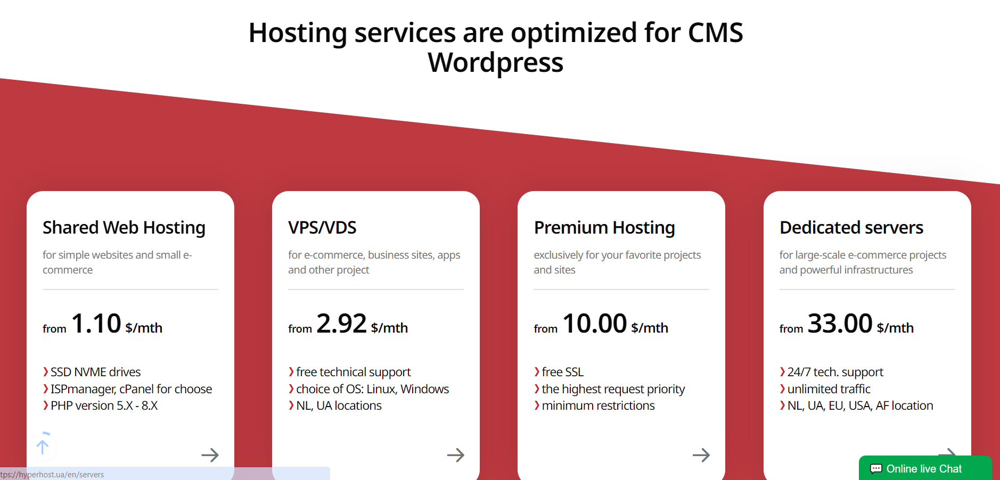 Hosting services are optimized for CMS
Wordpress
Shared Web Hosting
for simple websites and small e-
commerce
from 1.10 $/mth
SSD NVME drives
ISPmanager, cPanel for choose
PHP version 5.X - 8.X
VPS/VDS
for e-commerce, business sites, apps
and other project
from 2.92 $/mth
free technical support
choice of OS: Linux, Windows
NL, UA locations
Premium Hosting
exclusively for your favorite projects
and sites
from 10.00 $/mth
free SSL
the highest request priority
minimum restrictions
Dedicated servers
for large-scale e-commerce projects
and powerful infrastructures
from 33.00 $/mth
24/7 tech. support
unlimited traffic
NL, UA, EU, USA, AF location
tps://hyperhost.ua/en/servers
Online live Chat